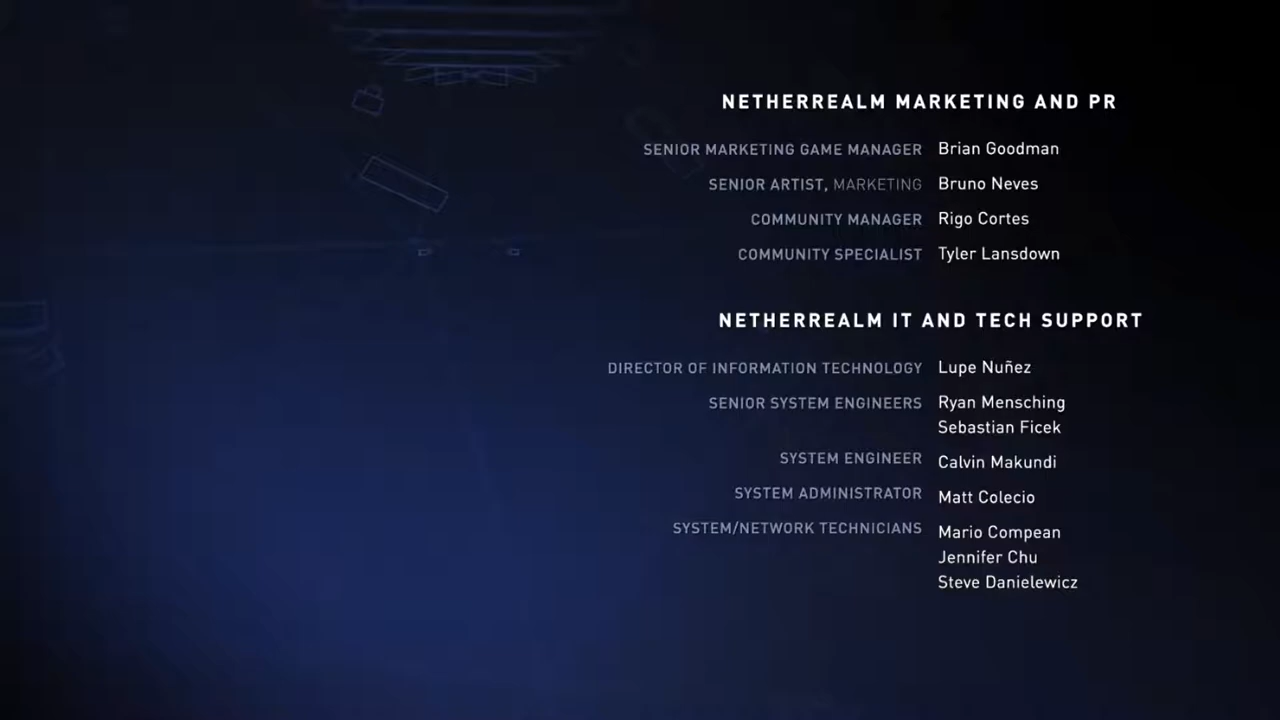 NETHERREALM MARKETING AND PR
SENIOR MARKETING GAME MANAGER Brian Goodman
SENIOR ARTIST, MARKETING Bruno Neves
COMMUNITY MANAGER Rigo Cortes
COMMUNITY SPECIALIST Tyler Lansdown
NETHERREALM IT AND TECH SUPPORT
DIRECTOR OF INFORMATION TECHNOLOGY Lupe Nuñez
SENIOR SYSTEM ENGINEERS Ryan Mensching
Sebastian Ficek
SYSTEM ENGINEER Calvin Makundi
SYSTEM ADMINISTRATOR Matt Colecio
SYSTEM/NETWORK TECHNICIANS Mario Compean
Jennifer Chu
Steve Danielewicz